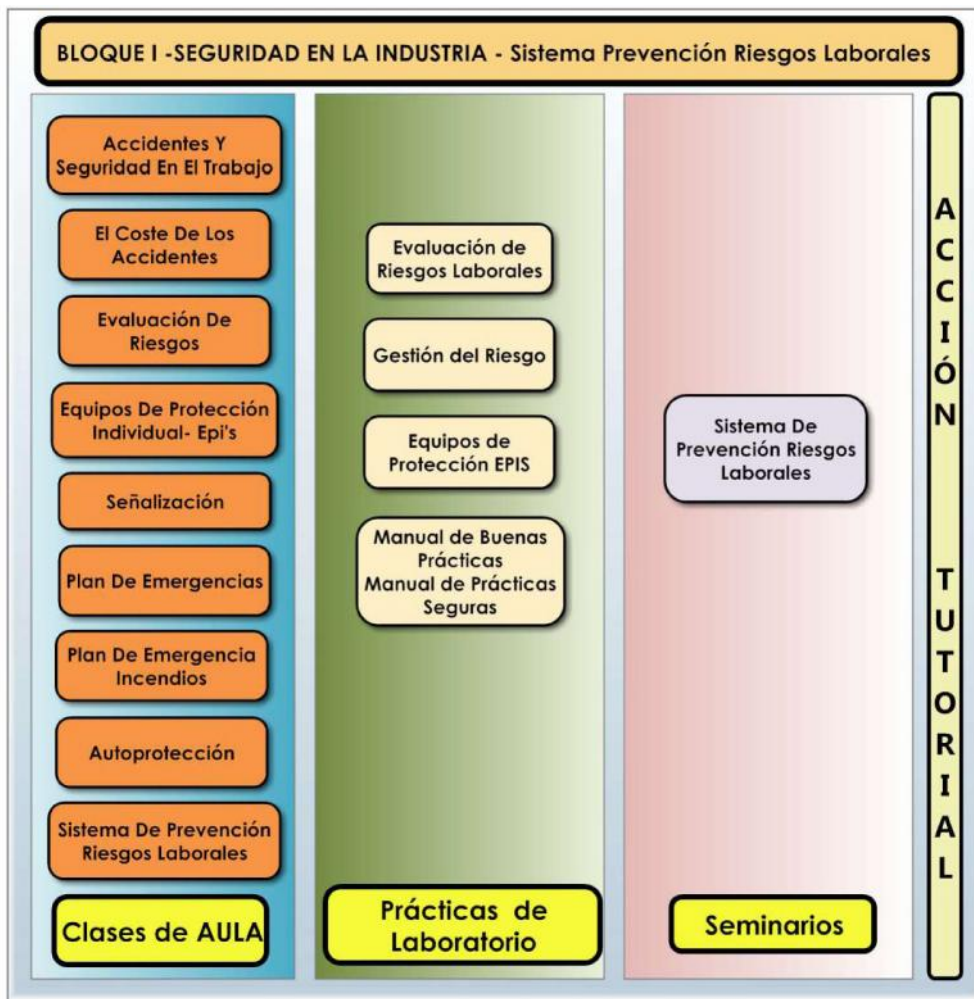 BLOQUE I -SEGURIDAD EN LA INDUSTRIA - Sistema Prevención Riesgos Laborales
Accidentes Y
Seguridad En El Trabajo
El Coste De Los
Accidentes
Evaluación De
Riesgos
Equipos De Protección
Individual- Epi's
Señalización
Plan De Emergencias
Plan De Emergencia
Incendios
Autoprotección
Sistema De Prevención
Riesgos Laborales
Clases de AULA
Evaluación de
Riesgos Laborales
Gestión del Riesgo
Equipos de
Protección EPIS
Manual de Buenas
Prácticas
Manual de Prácticas
Seguras
Prácticas de
Laboratorio
Sistema De
Prevención Riesgos
Laborales
Seminarios
ACCIÓN TUTORIAL